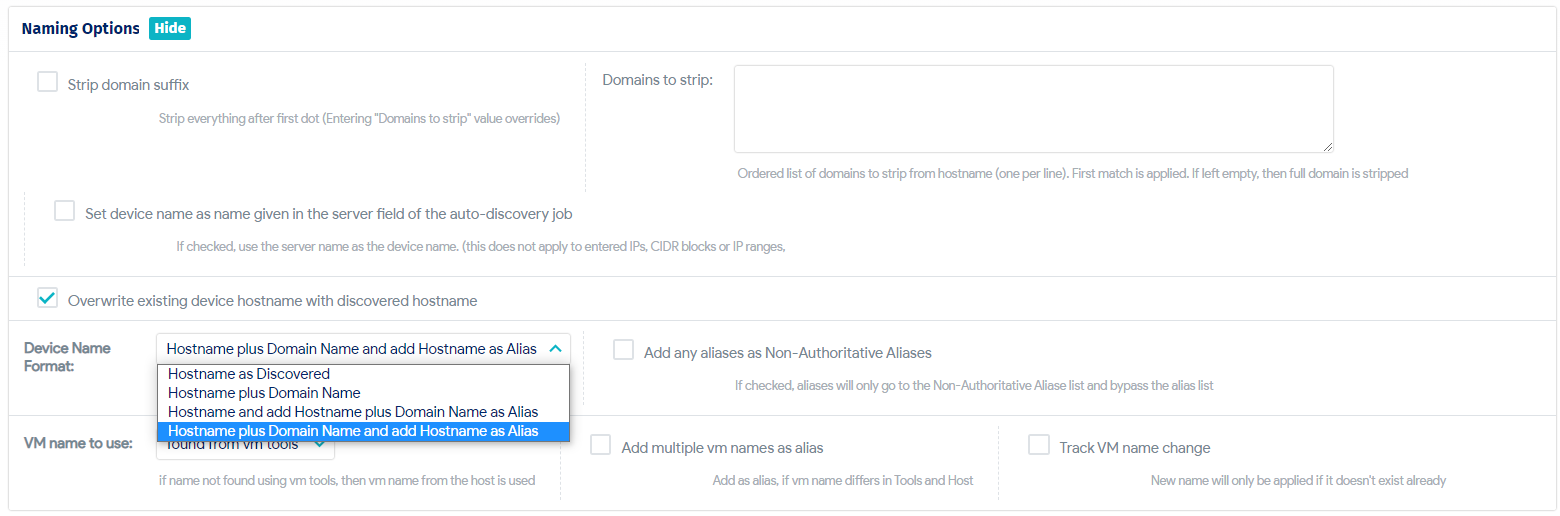 Naming Options Hide
Strip domain suffix
Strip everything after first dot (Entering "Domains to strip" value overrides)
Domains to strip:
Ordered list of domains to strip from hostname (one per line). First match is applied. If left empty, then full domain is stripped
Set device name as name given in the server field of the auto-discovery job
If checked, use the server name as the device name. (this does not apply to entered IPs, CIDR blocks or IP ranges,
Overwrite existing device hostname with discovered hostname
Device Name
Format:
Hostname plus Domain Name and add Hostname as Alias
Hostname as Discovered
Hostname plus Domain Name
Hostname and add Hostname plus Domain Name as Alias
Hostname plus Domain Name and add Hostname as Alias
Add any aliases as Non-Authoritative Aliases
If checked, aliases will only go to the Non-Authoritative Aliase list and bypass the alias list
VM name to use:
found from vm tools
if name not found using vm tools, then vm name from the host is used
Add multiple vm names as alias
Add as alias, if vm name differs in Tools and Host
Track VM name change
New name will only be applied if it doesn't exist already